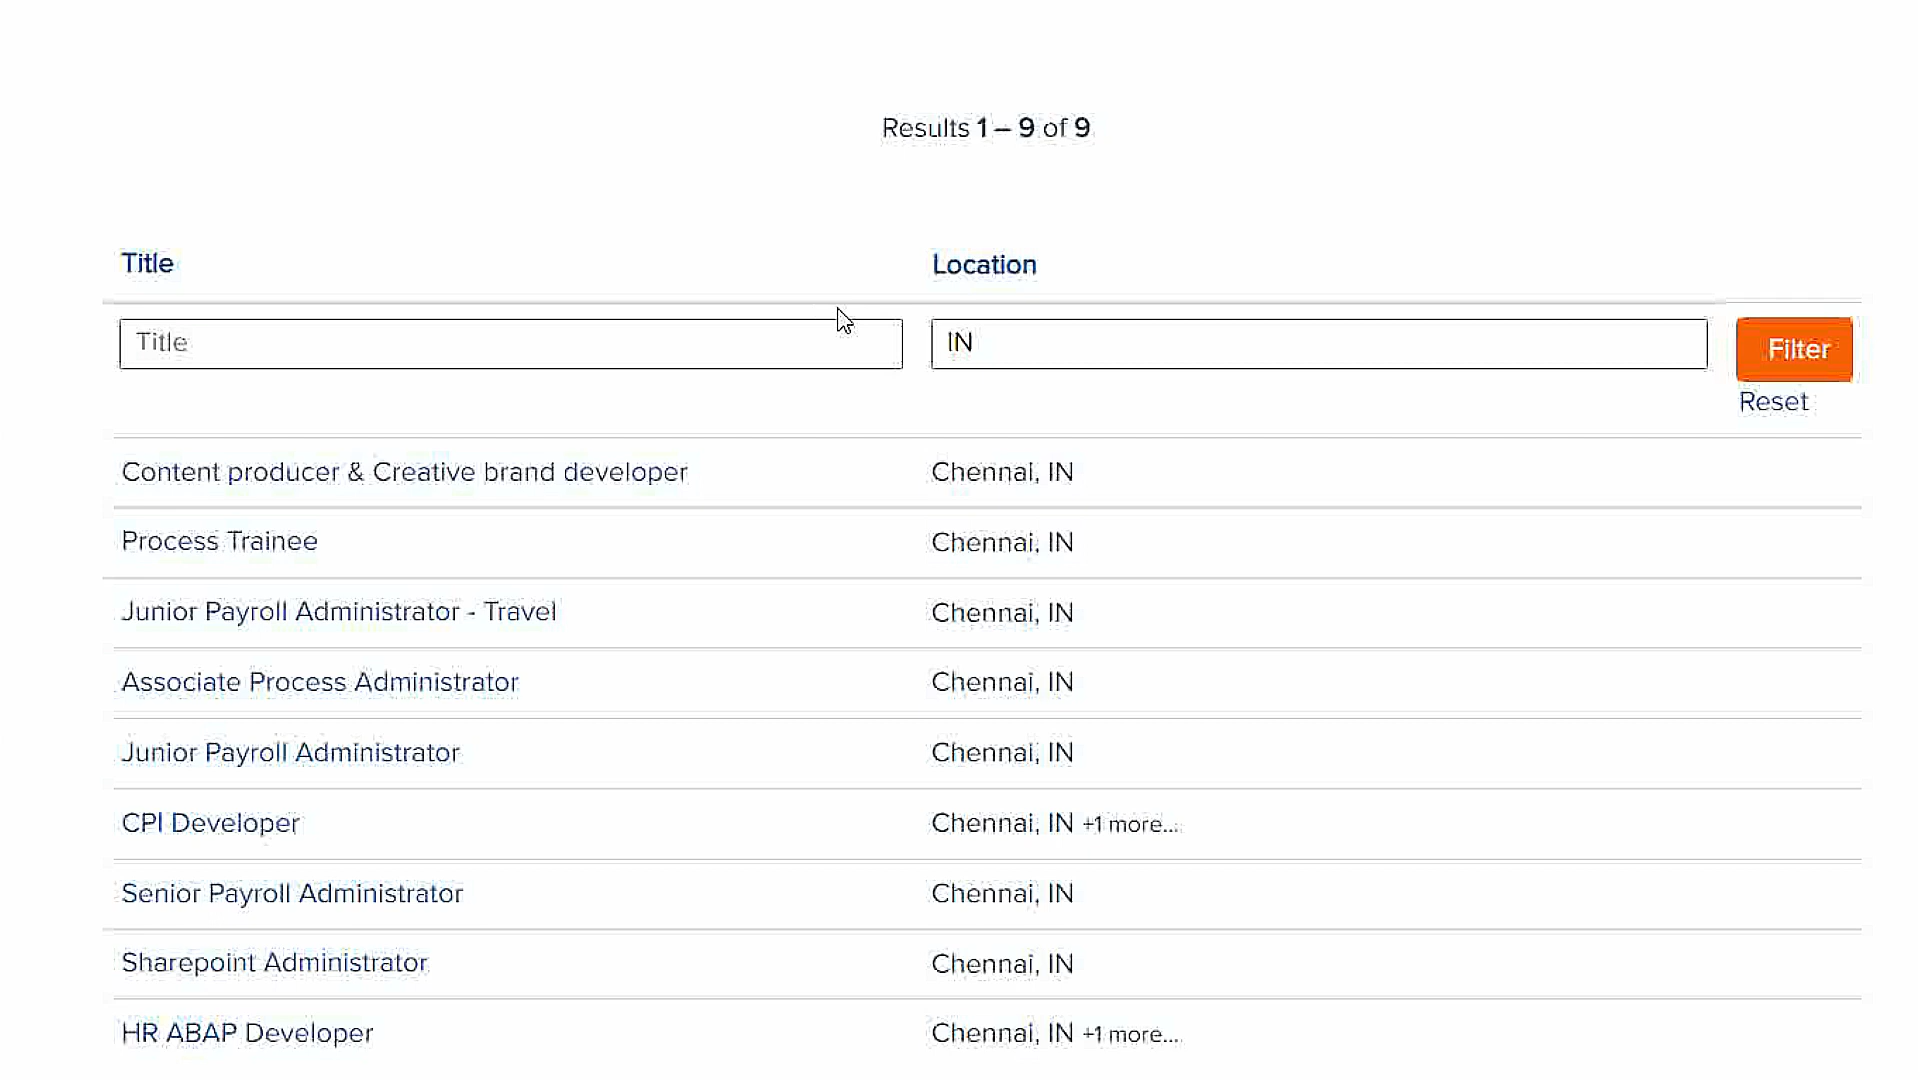 Results 1 – 9 of 9
Title Location
Title IN Filter
Reset
Content producer & Creative brand developer Chennai, IN
Process Trainee Chennai, IN
Junior Payroll Administrator - Travel Chennai, IN
Associate Process Administrator Chennai, IN
Junior Payroll Administrator Chennai, IN
CPI Developer Chennai, IN +1 more...
Senior Payroll Administrator Chennai, IN
Sharepoint Administrator Chennai, IN
HR ABAP Developer Chennai, IN +1 more...